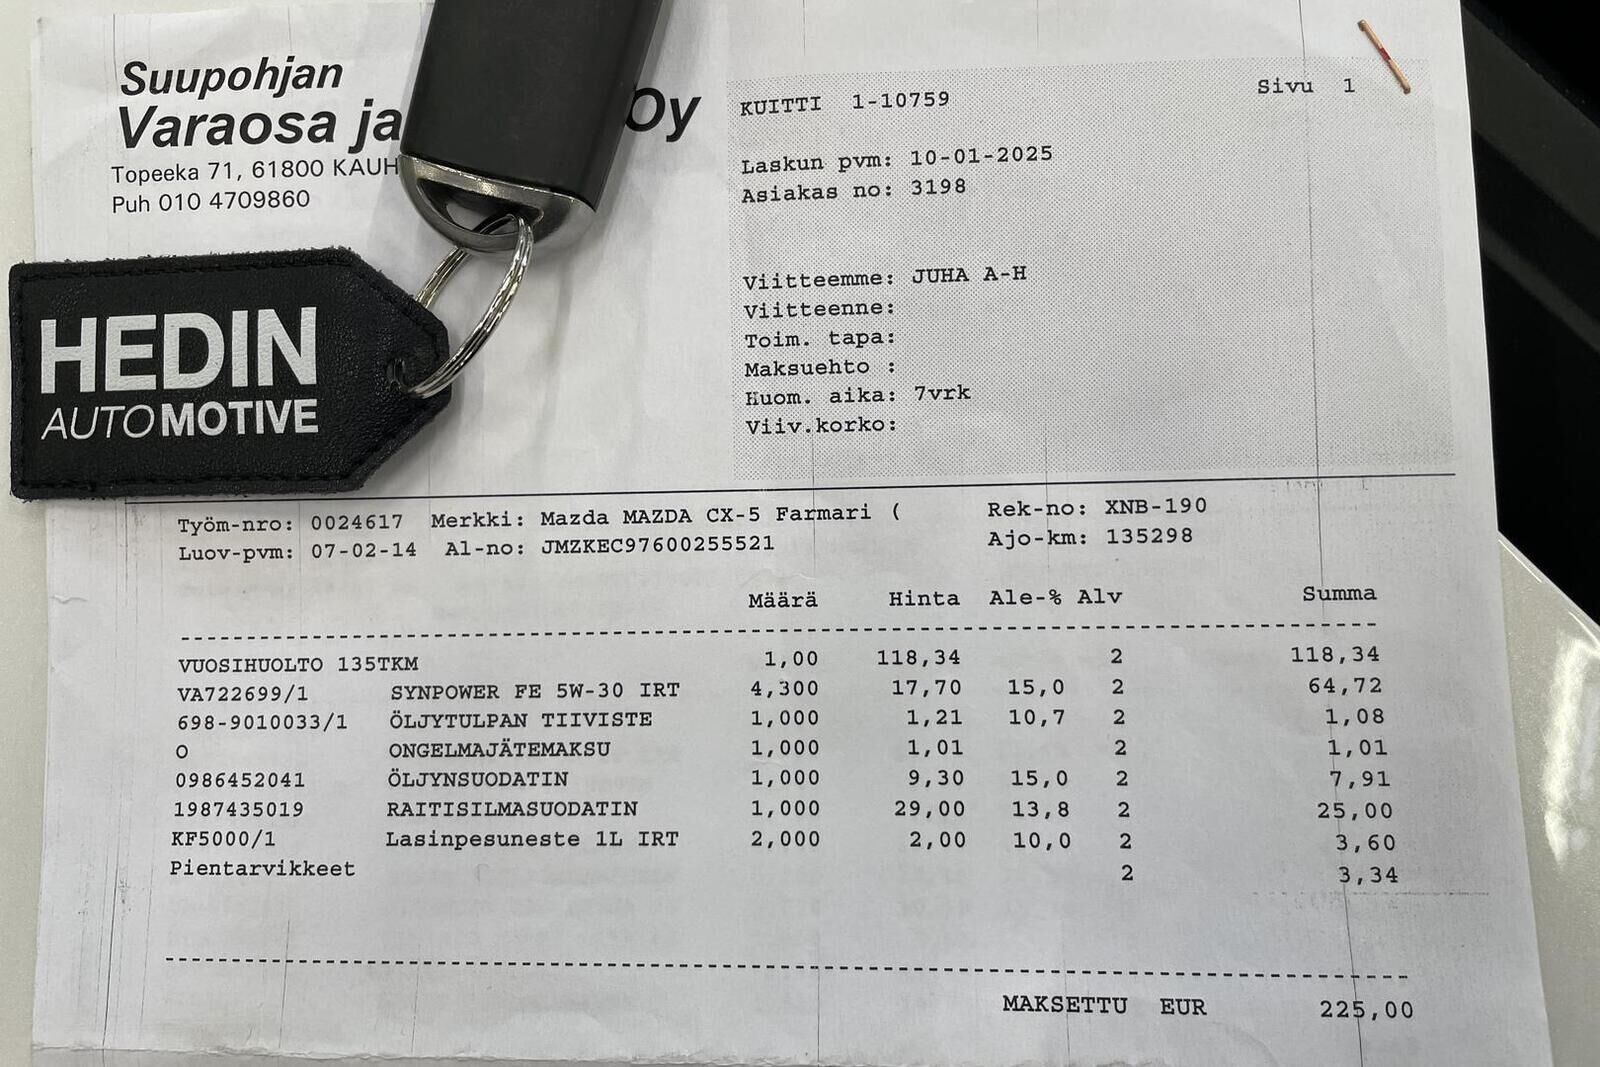 Suupohjan
Varaosa ja Oy
Topeeka 71, 61800
Puh 010 4709860
HEDIN
AUTOMOTIVE
KUITTI 1-10759 Sivu 1
Laskun pvm: 10-01-2025
Asiakas no: 3198
Viitteemme: JUHA A-H
Viitteenne:
Toim. tapa:
Maksuehto :
Huom. aika: 7vrk
Viiv.korko:
Työm-nro: 0024617 Merkki: Mazda MAZDA CX-5 Farmari ( Rek-no: XNB-190
Luov-pvm: 07-02-14 Al-no: JMZKEC97600255521 Ajo-km: 135298
Määrä Hinta Ale-% Alv Summa
VUOSIHUOLTO 135TKM 1,00 118,34 2 118,34
VA722699/1 SYNPOWER FE 5W-30 IRT 4,300 17,70 15,0 2 64,72
698-9010033/1 ÖLJYTULPAN TIIVISTE 1,000 1,21 10,7 2 1,08
O ONGELMAJÄTEMAKSU 1,000 1,01 2 1,01
0986452041 ÖLJYNSUODATIN 1,000 9,30 15,0 2 7,91
1987435019 RAITISILMASUODATIN 1,000 29,00 13,8 2 25,00
KF5000/1 Lasinpesuneste 1L IRT 2,000 2,00 10,0 2 3,60
Pientarvikkeet 2 3,34
MAKSETTU EUR 225,00